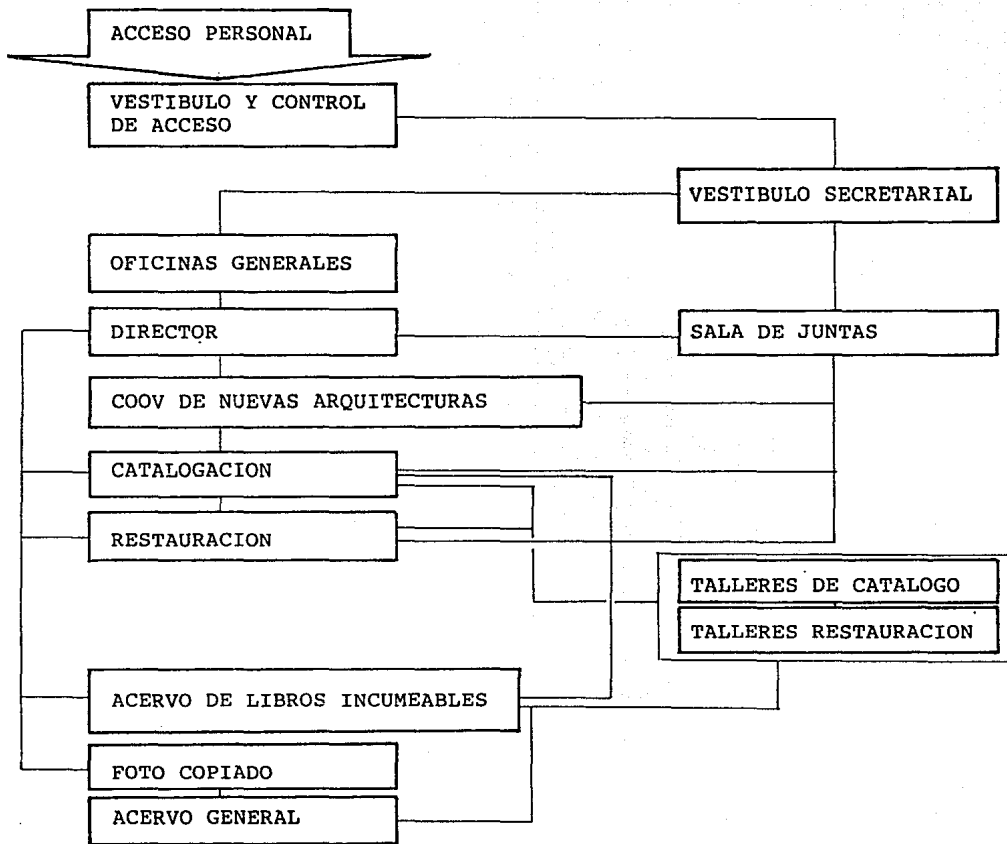 ACCESO PERSONAL
VESTIBULO Y CONTROL
DE ACCESO
VESTIBULO SECRETARIAL
OFICINAS GENERALES
DIRECTOR
SALA DE JUNTAS
COOV DE NUEVAS ARQUITECTURAS
CATALOGACION
RESTAURACION
TALLERES DE CATALOGO
TALLERES RESTAURACION
ACERVO DE LIBROS INCUMEABLES
FOTO COPIADO
ACERVO GENERAL